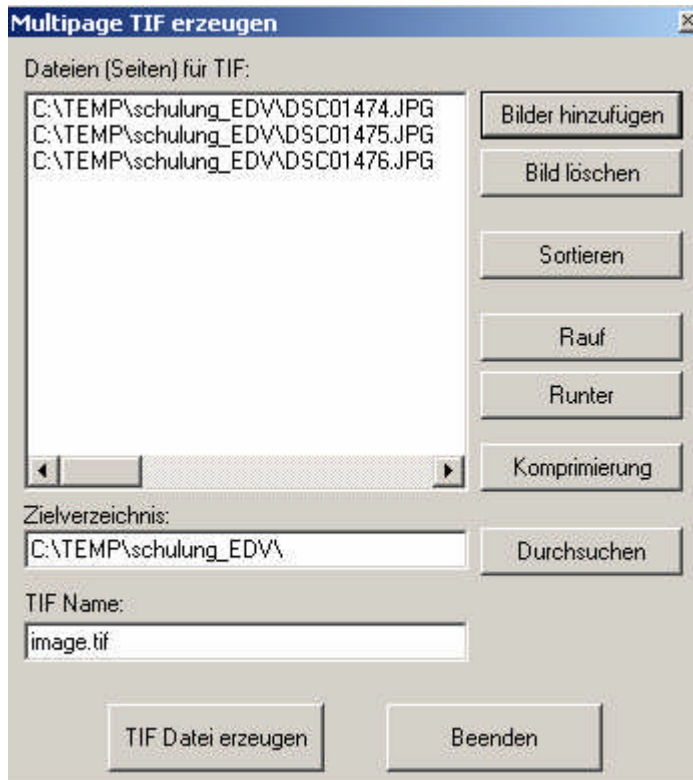 Multipage TIF erzeugen
Dateien (Seiten) für TIF:
C:\TEMP\schulung_EDV\DSC01474.JPG
C:\TEMP\schulung_EDV\DSC01475.JPG
C:\TEMP\schulung_EDV\DSC01476.JPG
Bilder hinzufügen
Bild löschen
Sortieren
Rauf
Runter
Komprimierung
Zielverzeichnis:
C:\TEMP\schulung_EDV\
Durchsuchen
TIF Name:
image.tif
TIF Datei erzeugen
Beenden